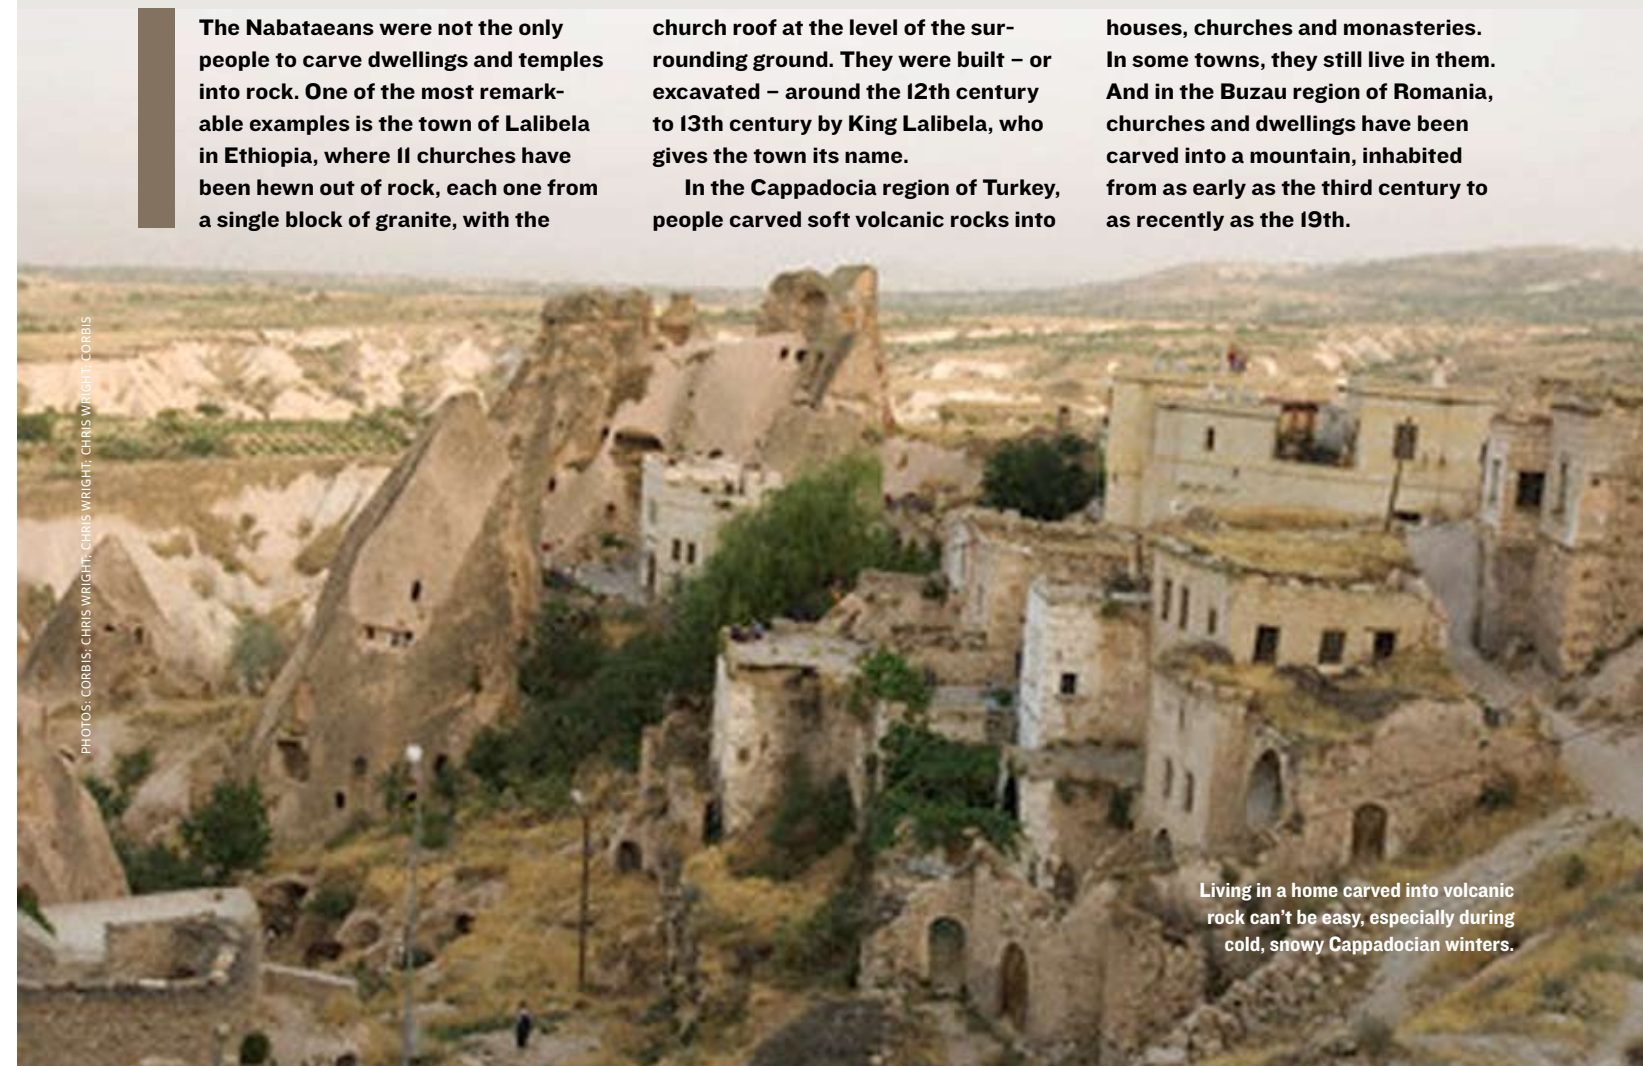 The Nabataeans were not the only
people to carve dwellings and temples
into rock. One of the most remark-
able examples is the town of Lalibela
in Ethiopia, where 11 churches have
been hewn out of rock, each one from
a single block of granite, with the
church roof at the level of the sur-
rounding ground. They were built – or
excavated – around the 12th century
to 13th century by King Lalibela, who
gives the town its name.
In the Cappadocia region of Turkey,
people carved soft volcanic rocks into
houses, churches and monasteries.
In some towns, they still live in them.
And in the Buzau region of Romania,
churches and dwellings have been
carved into a mountain, inhabited
from as early as the third century to
as recently as the 19th.
PHOTOS: CORBIS; CHRIS WRIGHT; CHRIS WRIGHT; CHRIS WRIGHT; CORBIS
Living in a home carved into volcanic
rock can't be easy, especially during
cold, snowy Cappadocian winters.